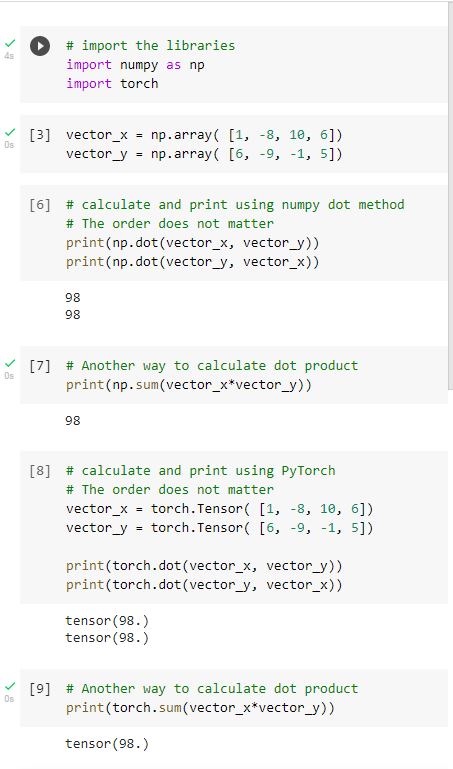 4s
# import the libraries
import numpy as np
import torch
0s
[3] vector_x = np.array( [1, -8, 10, 6])
vector_y = np.array( [6, -9, -1, 5])
[6] # calculate and print using numpy dot method
# The order does not matter
print(np.dot(vector_x, vector_y))
print(np.dot(vector_y, vector_x))
98
98
0s
[7] # Another way to calculate dot product
print(np.sum(vector_x*vector_y))
98
[8] # calculate and print using PyTorch
# The order does not matter
vector_x = torch.Tensor( [1, -8, 10, 6])
vector_y = torch.Tensor( [6, -9, -1, 5])
print(torch.dot(vector_x, vector_y))
print(torch.dot(vector_y, vector_x))
tensor(98.)
tensor(98.)
0s
[9] # Another way to calculate dot product
print(torch.sum(vector_x*vector_y))
tensor(98.)